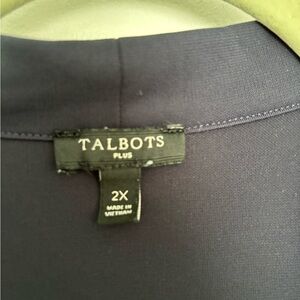 TALBOTS
PLUS
2X
MADE IN
VIETNAM